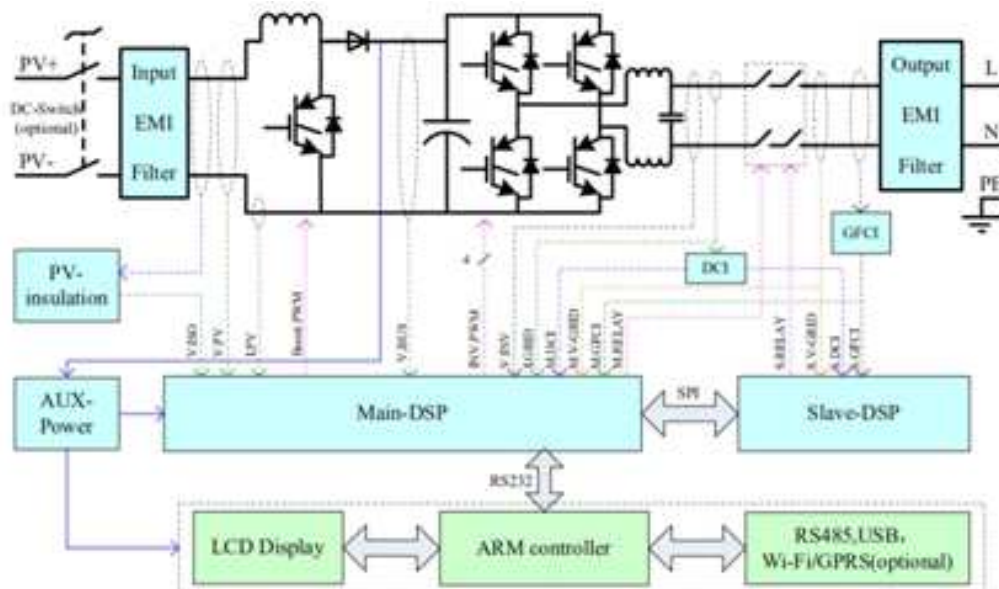 PV+
DC-Switch
(optional)
PV-
Input
EMI
Filter
Output
EMI
Filter
L
N
PE
GFCI
DCI
PV-
insulation
4
V.ISO
V.PV
I.PV
Boost PWM
V.BUS
INV.PWM
V.INV
I.GRID
M.DCI
M.V-GRID
M.GFCI
M.RELAY
S.RELAY
S.V-GRID
S.DCI
S.GFCI
AUX-
Power
Main-DSP
SPI
Slave-DSP
RS232
LCD Display
ARM controller
RS485,USB,
Wi-Fi/GPRS(optional)